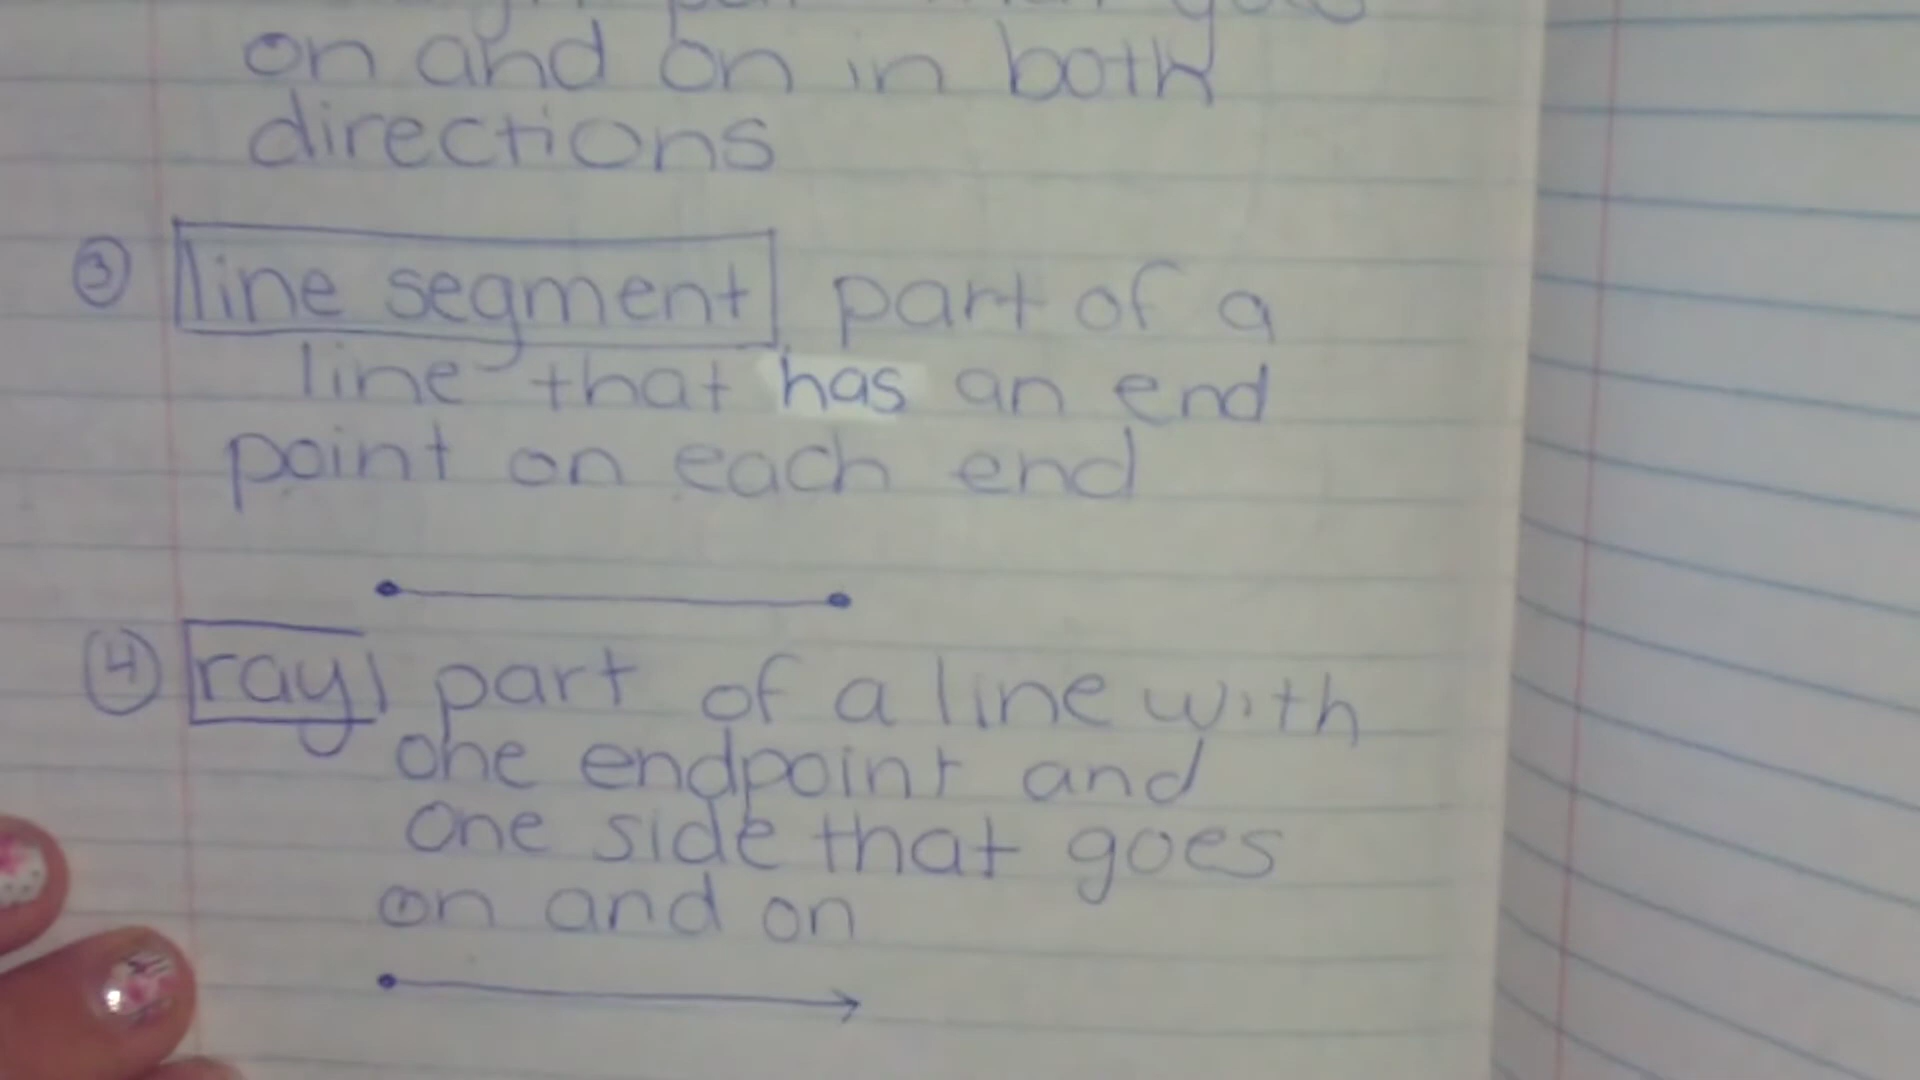 on and on in both
directions
③ line segment part of a
line that has an end
point on each end
④ ray part of a line with
one endpoint and
one side that goes
on and on